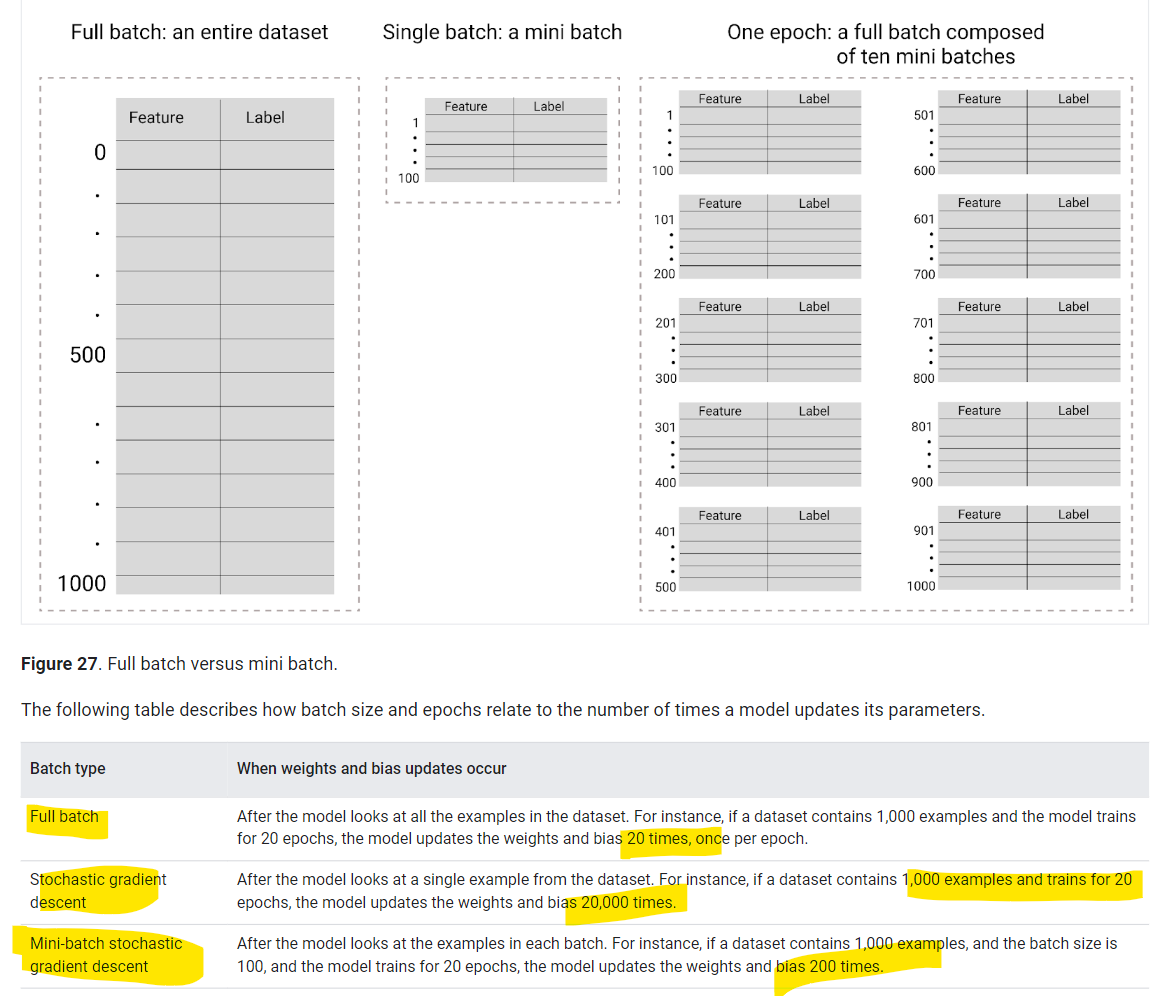 Full batch: an entire dataset
Feature Label
0
500
1000
Single batch: a mini batch
Feature Label
1
100
One epoch: a full batch composed
of ten mini batches
Feature Label
1
100
Feature Label
101
200
Feature Label
201
300
Feature Label
301
400
Feature Label
401
500
Feature Label
501
600
Feature Label
601
700
Feature Label
701
800
Feature Label
801
900
Feature Label
901
1000
Figure 27. Full batch versus mini batch.
The following table describes how batch size and epochs relate to the number of times a model updates its parameters.
Batch type When weights and bias updates occur
Full batch After the model looks at all the examples in the dataset. For instance, if a dataset contains 1,000 examples and the model trains
for 20 epochs, the model updates the weights and bias 20 times, once per epoch.
Stochastic gradient After the model looks at a single example from the dataset. For instance, if a dataset contains 1,000 examples and trains for 20
descent epochs, the model updates the weights and bias 20,000 times.
Mini-batch stochastic After the model looks at the examples in each batch. For instance, if a dataset contains 1,000 examples, and the batch size is
gradient descent 100, and the model trains for 20 epochs, the model updates the weights and bias 200 times.